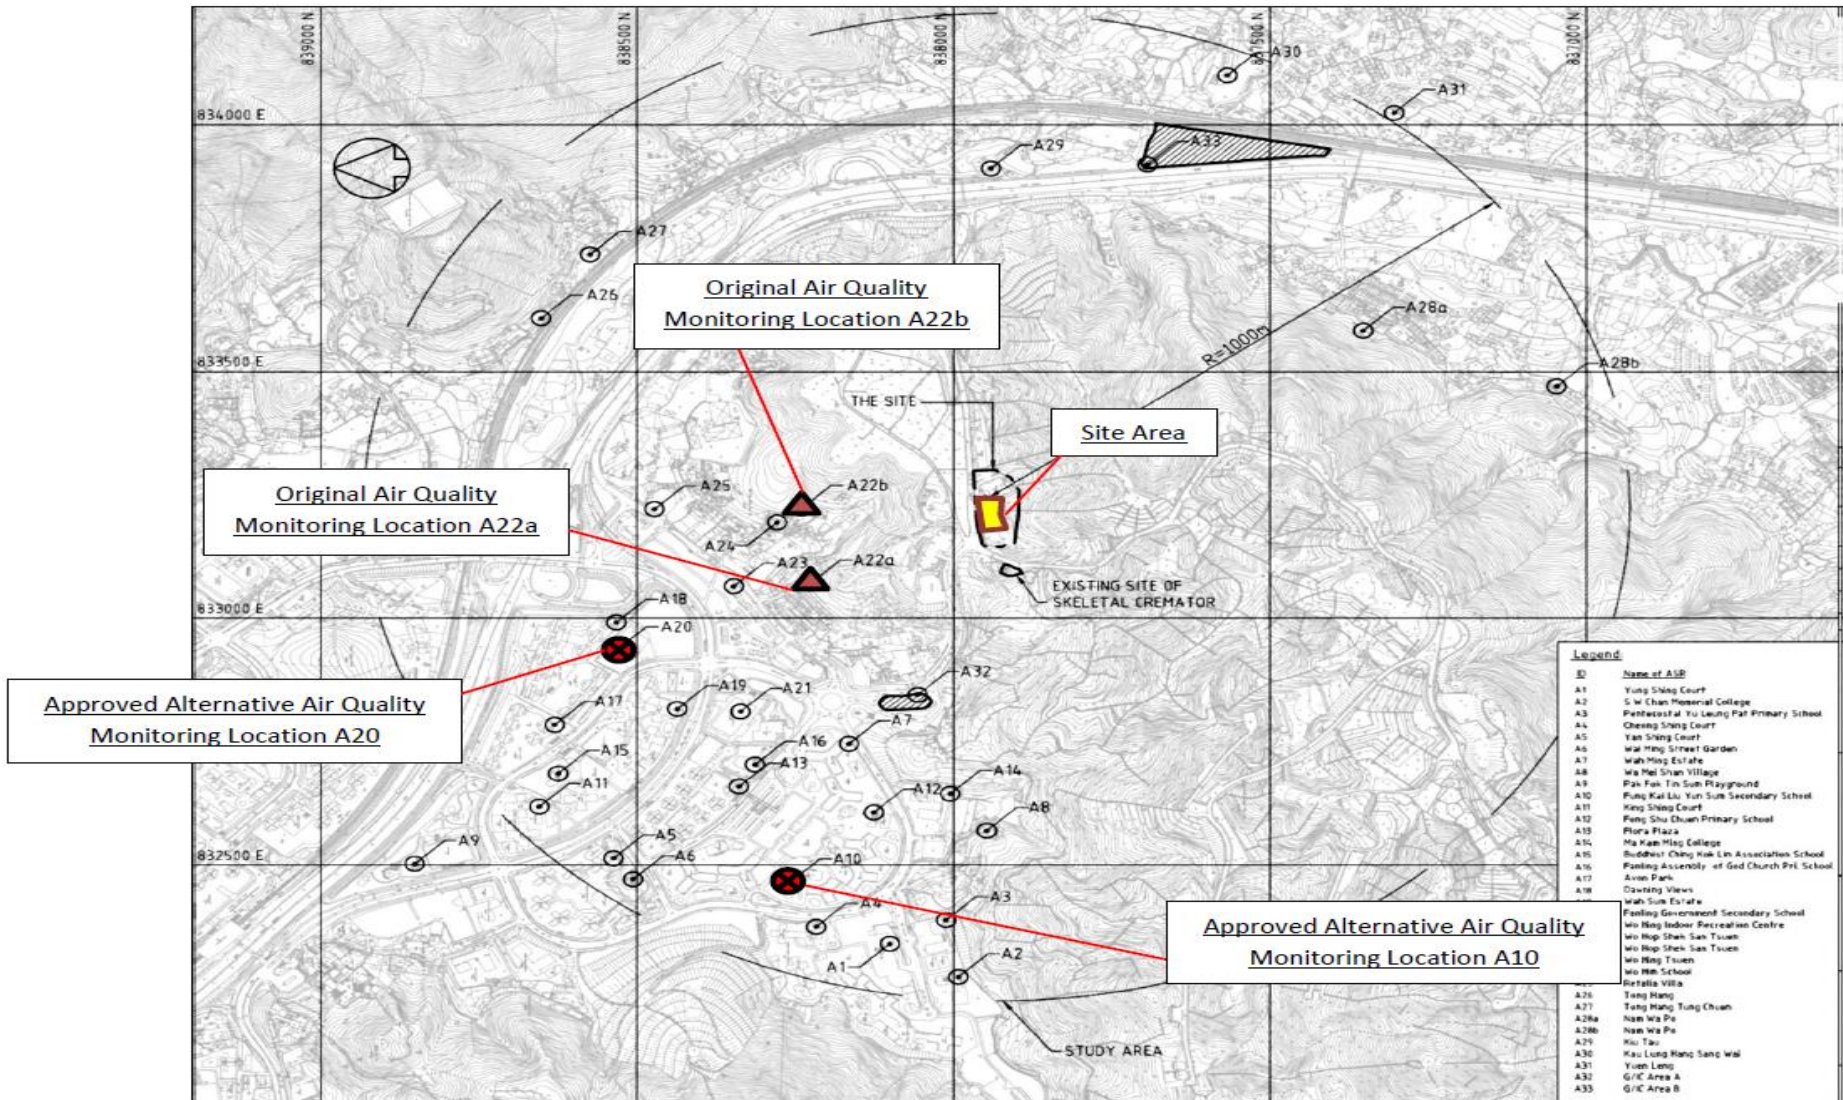 839000 N
838500 N
838000 N
837500 N
837000 N
A30
A31
834000 E
A29
A33
A27
Original Air Quality
Monitoring Location A22b
A26
A28a
R=1000m
833500 E
A28b
THE SITE
Site Area
Original Air Quality
Monitoring Location A22a
A25
A22b
A24
A23
A22a
EXISTING SITE OF
SKELETAL CREMATOR
833000 E
A18
A20
Approved Alternative Air Quality
Monitoring Location A20
A32
A19
A21
A17
A7
A16
A15
A13
A14
A11
A12
A8
A5
832500 E
A9
A6
A10
A3
A4
Approved Alternative Air Quality
Monitoring Location A10
A1
A2
STUDY AREA
Legend:
ID Name of ASR
A1 Yung Shing Court
A2 S W Chan Memorial College
A3 Pentecostal Yu Leung Fat Primary School
A4 Cheong Shing Court
A5 Yan Shing Court
A6 Wai Ming Street Garden
A7 Wah Ming Estate
A8 Wo Mei Shan Village
A9 Pak Fok Tin Sum Playground
A10 Fung Kai Liu Yun Sum Secondary School
A11 King Shing Court
A12 Fong Shu Chuen Primary School
A13 Flora Plaza
A14 Ma Kam Ming College
A15 Buddhist Ching Kok Lin Association School
A16 Fanling Assembly of God Church Pri. School
A17 Avon Park
A18 Dawning Views
Wah Sum Estate
Fanling Government Secondary School
Wo Hing Indoor Recreation Centre
Wo Hop Shek San Tsuen
Wo Hop Shek San Tsuen
Wo Hing Tsuen
Wo Him School
Retalia Villa
A26 Tong Hang
A27 Tong Hang Tung Chuen
A28a Nam Wa Po
A28b Nam Wa Po
A29 Kiu Tau
A30 Kau Lung Hang Sang Wai
A31 Yuen Leng
A32 G/IC Area A
A33 G/IC Area B